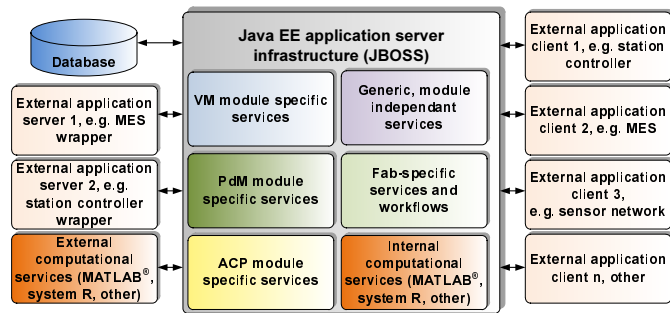 Java EE application server
infrastructure (JBOSS)
Database
External application
server 1, e.g. MES
wrapper
External application
server 2, e.g.
station controller
wrapper
External
computational
services (MATLAB®,
system R, other)
VM module specific
services
Generic, module
independant
services
PdM module
specific services
Fab-specific
services and
workflows
ACP module
specific services
Internal
computational
services (MATLAB®,
system R, other)
External application
client 1, e.g. station
controller
External application
client 2, e.g. MES
External application
client 3,
e.g. sensor network
External application
client n, other